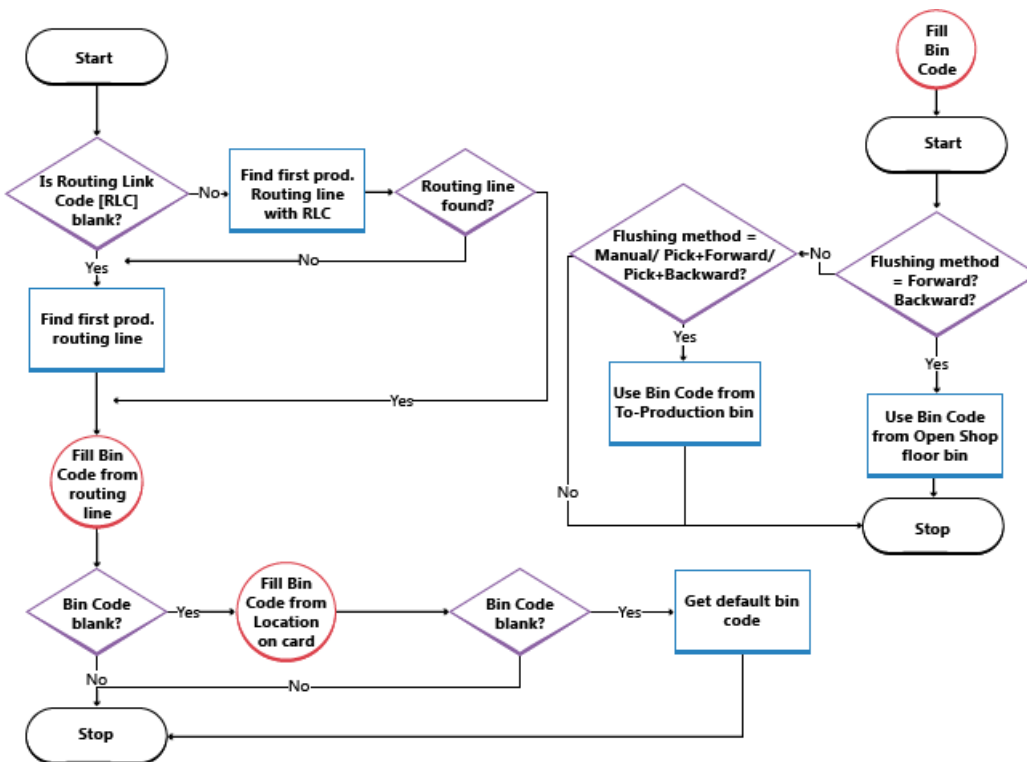 Start
Is Routing Link
Code [RLC]
blank?
No
Find first prod.
Routing line
with RLC
Routing line
found?
No
Yes
Find first prod.
routing line
Yes
Fill Bin
Code from
routing
line
Bin Code
blank?
Yes
Fill Bin
Code from
Location
on card
Bin Code
blank?
Yes
Get default bin
code
No
No
Stop
Fill
Bin
Code
Start
Flushing method
= Forward?
Backward?
No
Flushing method =
Manual/ Pick+Forward/
Pick+Backward?
Yes
Yes
Use Bin Code from
To-Production bin
Use Bin Code
from Open Shop
floor bin
No
Stop